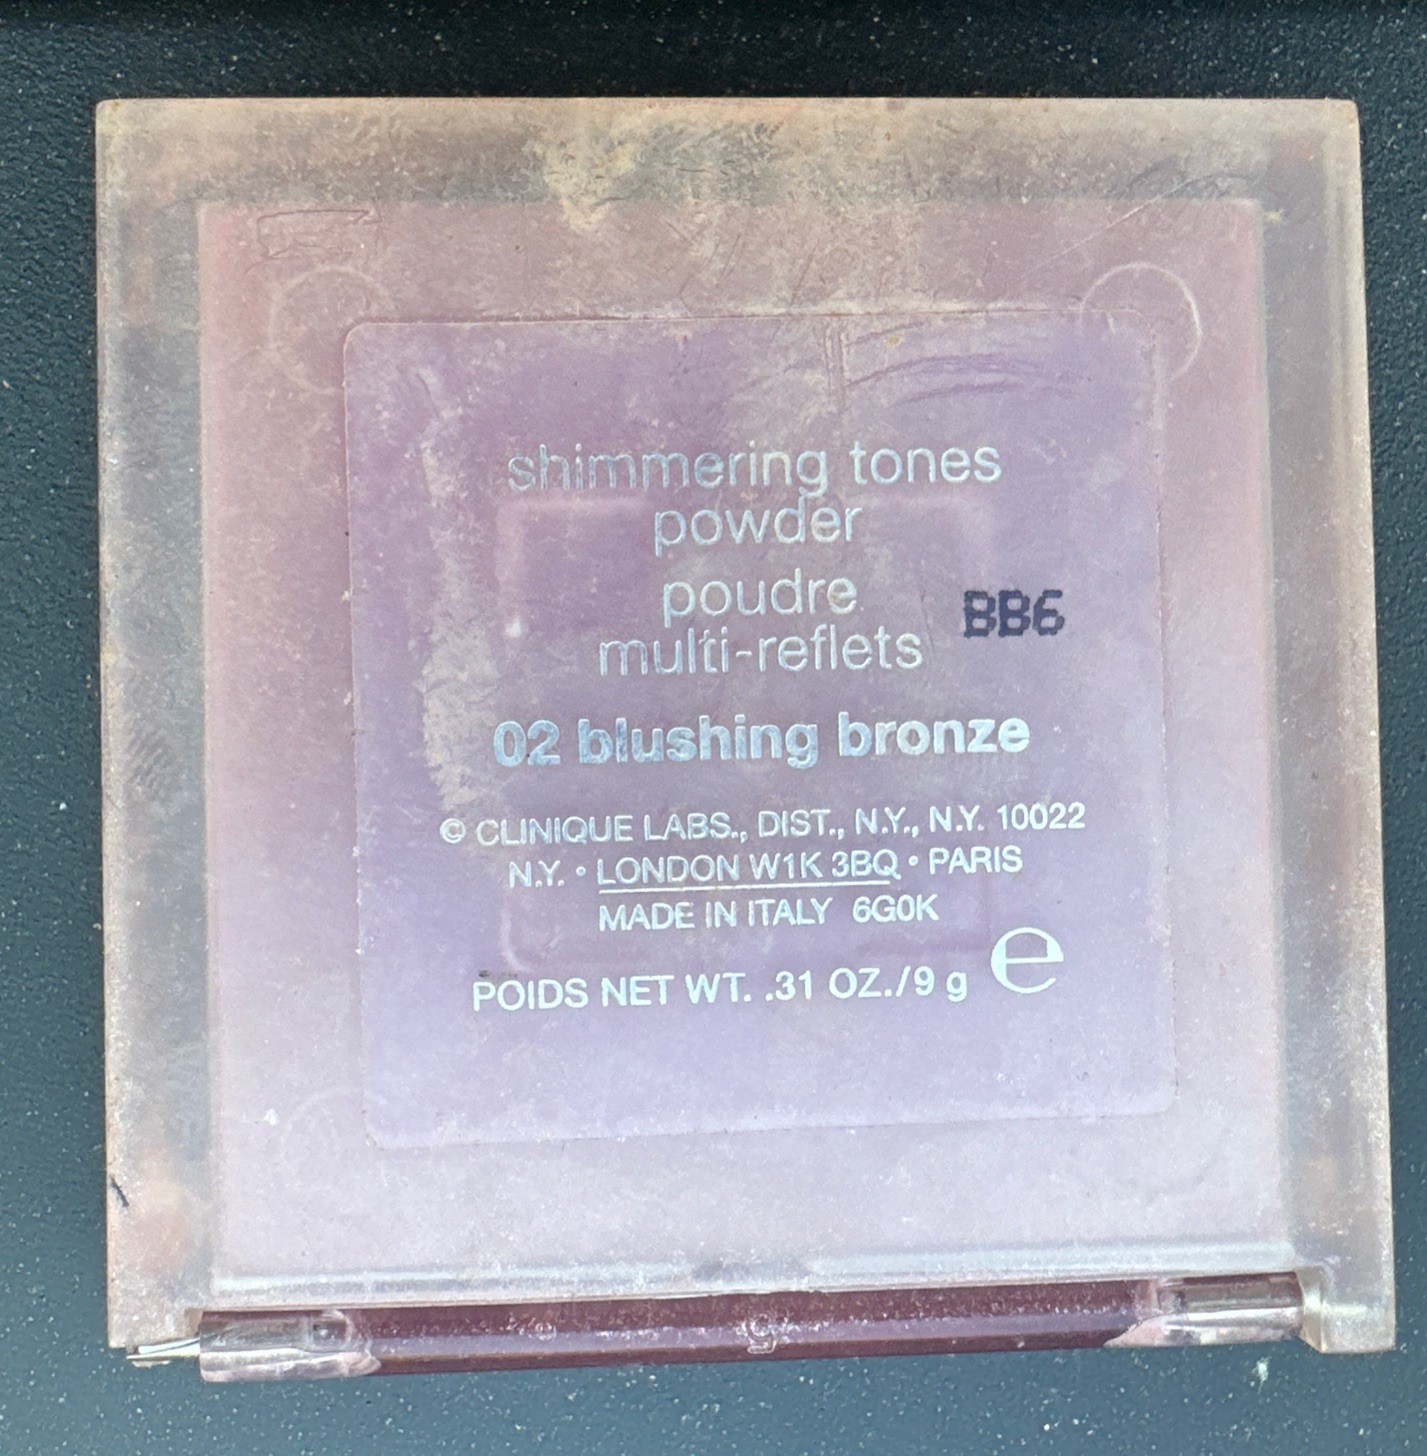 shimmering tones
powder
poudre
multi-reflets
BB6
02 blushing bronze
© CLINIQUE LABS., DIST., N.Y., N.Y. 10022
N.Y. • LONDON W1K 3BQ • PARIS
MADE IN ITALY 6G0K
POIDS NET WT. .31 OZ./9 g ℮